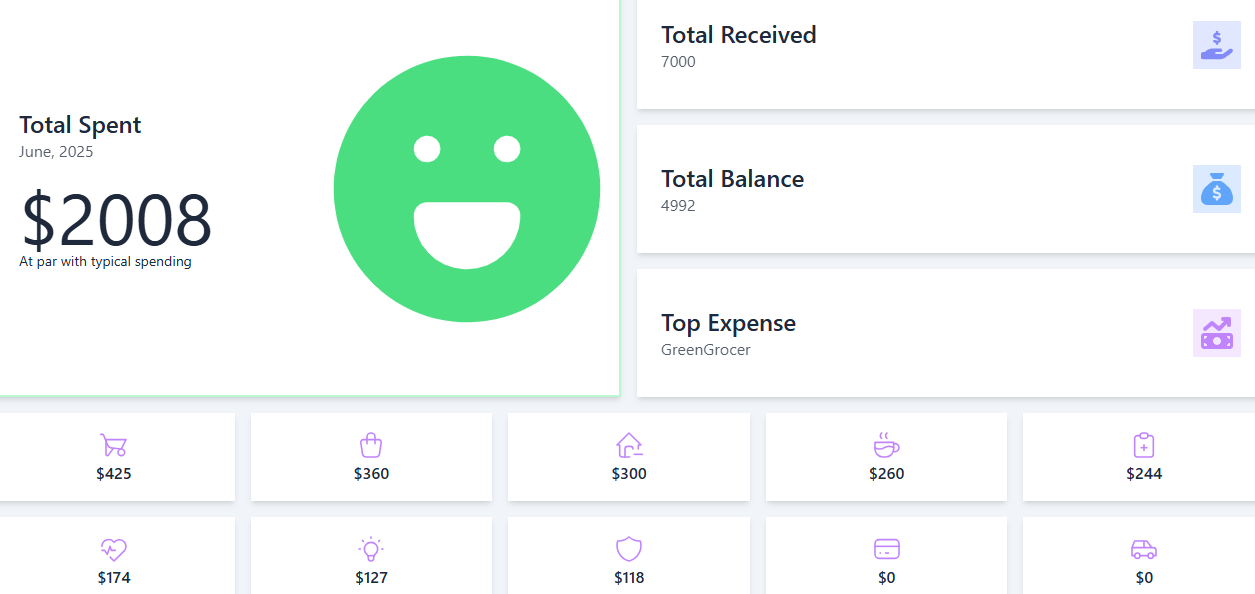 Total Spent
June, 2025
$2008
At par with typical spending
Total Received
7000
$
Total Balance
4992
$
Top Expense
GreenGrocer
$425
$360
$300
$260
$244
$174
$127
$118
$0
$0